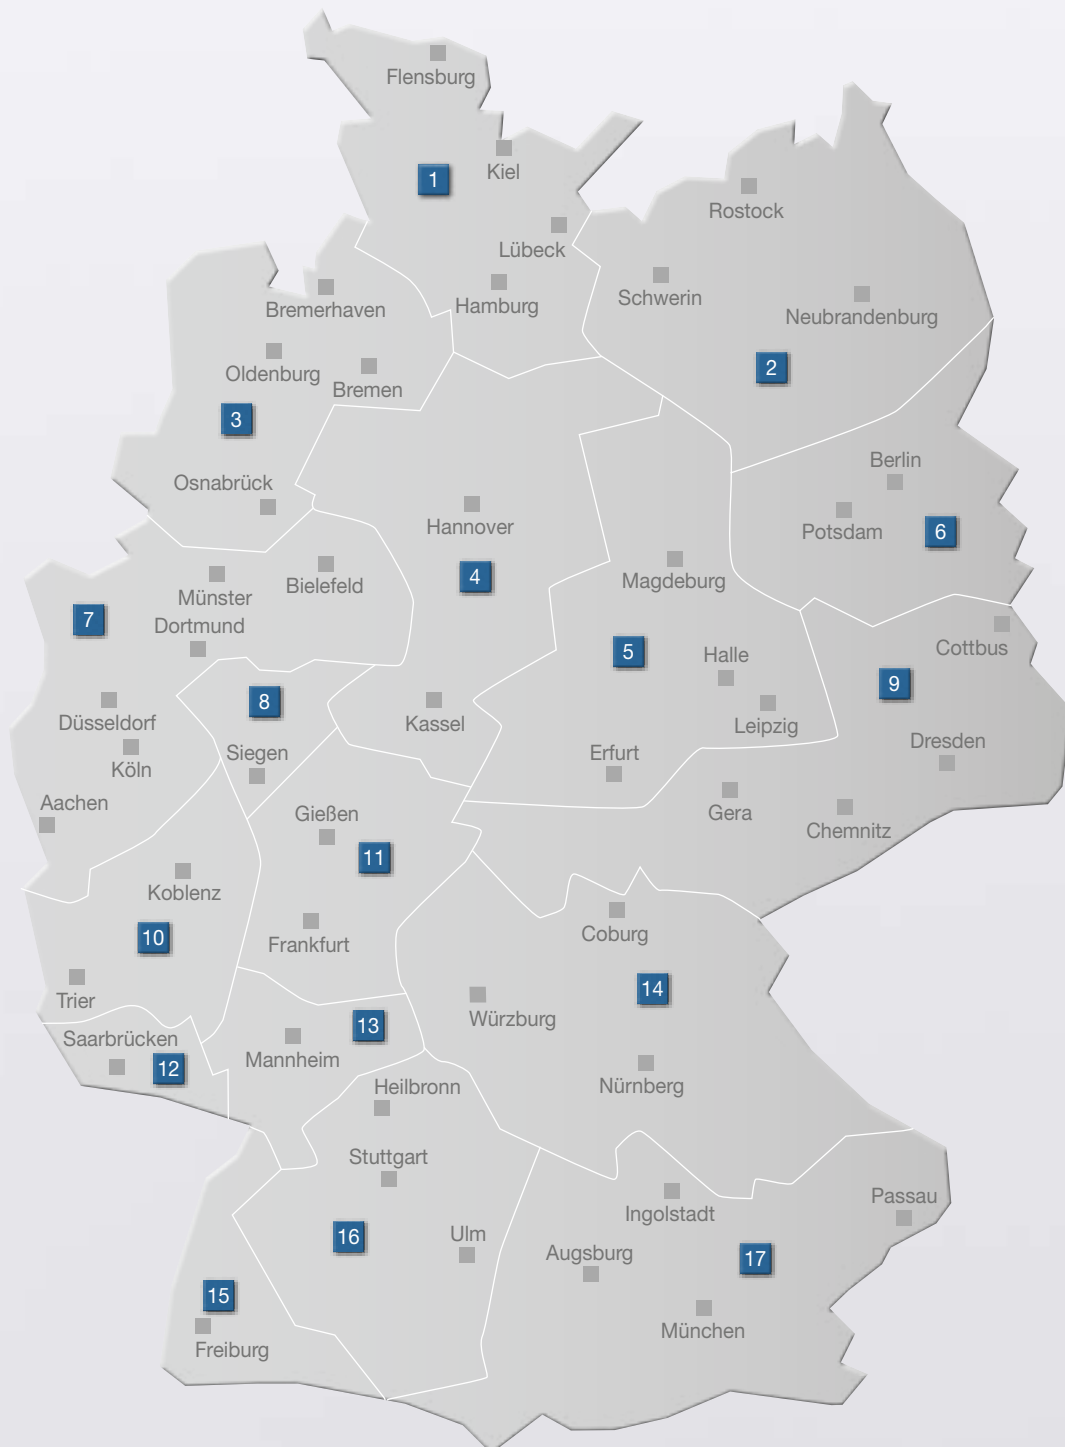 Flensburg
Kiel
1
Rostock
Lübeck
Schwerin
Hamburg
Bremerhaven
Neubrandenburg
Oldenburg
2
Bremen
3
Berlin
Osnabrück
Hannover
Potsdam
6
4
Magdeburg
Bielefeld
Münster
7
Dortmund
5
Halle
Cottbus
9
8
Düsseldorf
Kassel
Leipzig
Dresden
Siegen
Erfurt
Köln
Aachen
Gießen
Gera
Chemnitz
11
Koblenz
10
Frankfurt
Coburg
14
Trier
Würzburg
13
Saarbrücken
12
Mannheim
Heilbronn
Nürnberg
Stuttgart
Passau
Ingolstadt
16
Ulm
Augsburg
17
15
München
Freiburg